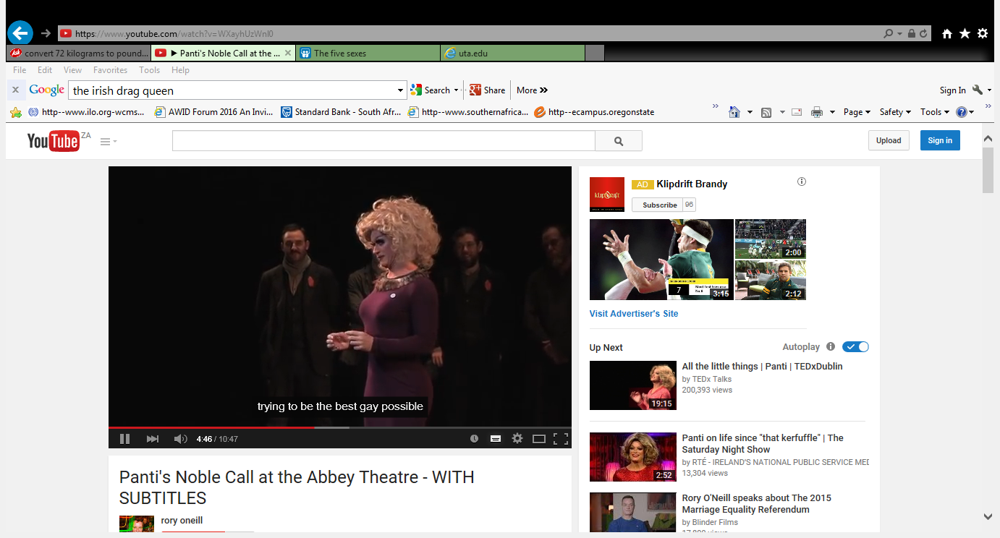 https://www.youtube.com/watch?v=WXayhUzWnI0
Ask convert 72 kilograms to pound...
Panti's Noble Call at the ...
The five sexes
uta.edu
File Edit View Favorites Tools Help
x Google the irish drag queen Search Share More » Sign In
http--www.ilo.org-wcms... AWID Forum 2016 An Invi... Standard Bank - South Afr... http--www.southernafrica... http--ecampus.oregonstate » Page Safety Tools »
YouTube ZA Upload Sign in
trying to be the best gay possible
4:46 / 10:47
Panti's Noble Call at the Abbey Theatre - WITH
SUBTITLES
rory oneill
KLIPDRIFT
AD Klipdrift Brandy
Subscribe 96
7
3:15
2:00
2:12
Visit Advertiser's Site
Up Next Autoplay
19:15
All the little things | Panti | TEDxDublin
by TEDx Talks
200,393 views
2:52
Panti on life since "that kerfuffle" | The
Saturday Night Show
by RTÉ - IRELAND'S NATIONAL PUBLIC SERVICE MED
13,304 views
Rory O'Neill speaks about The 2015
Marriage Equality Referendum
by Blinder Films